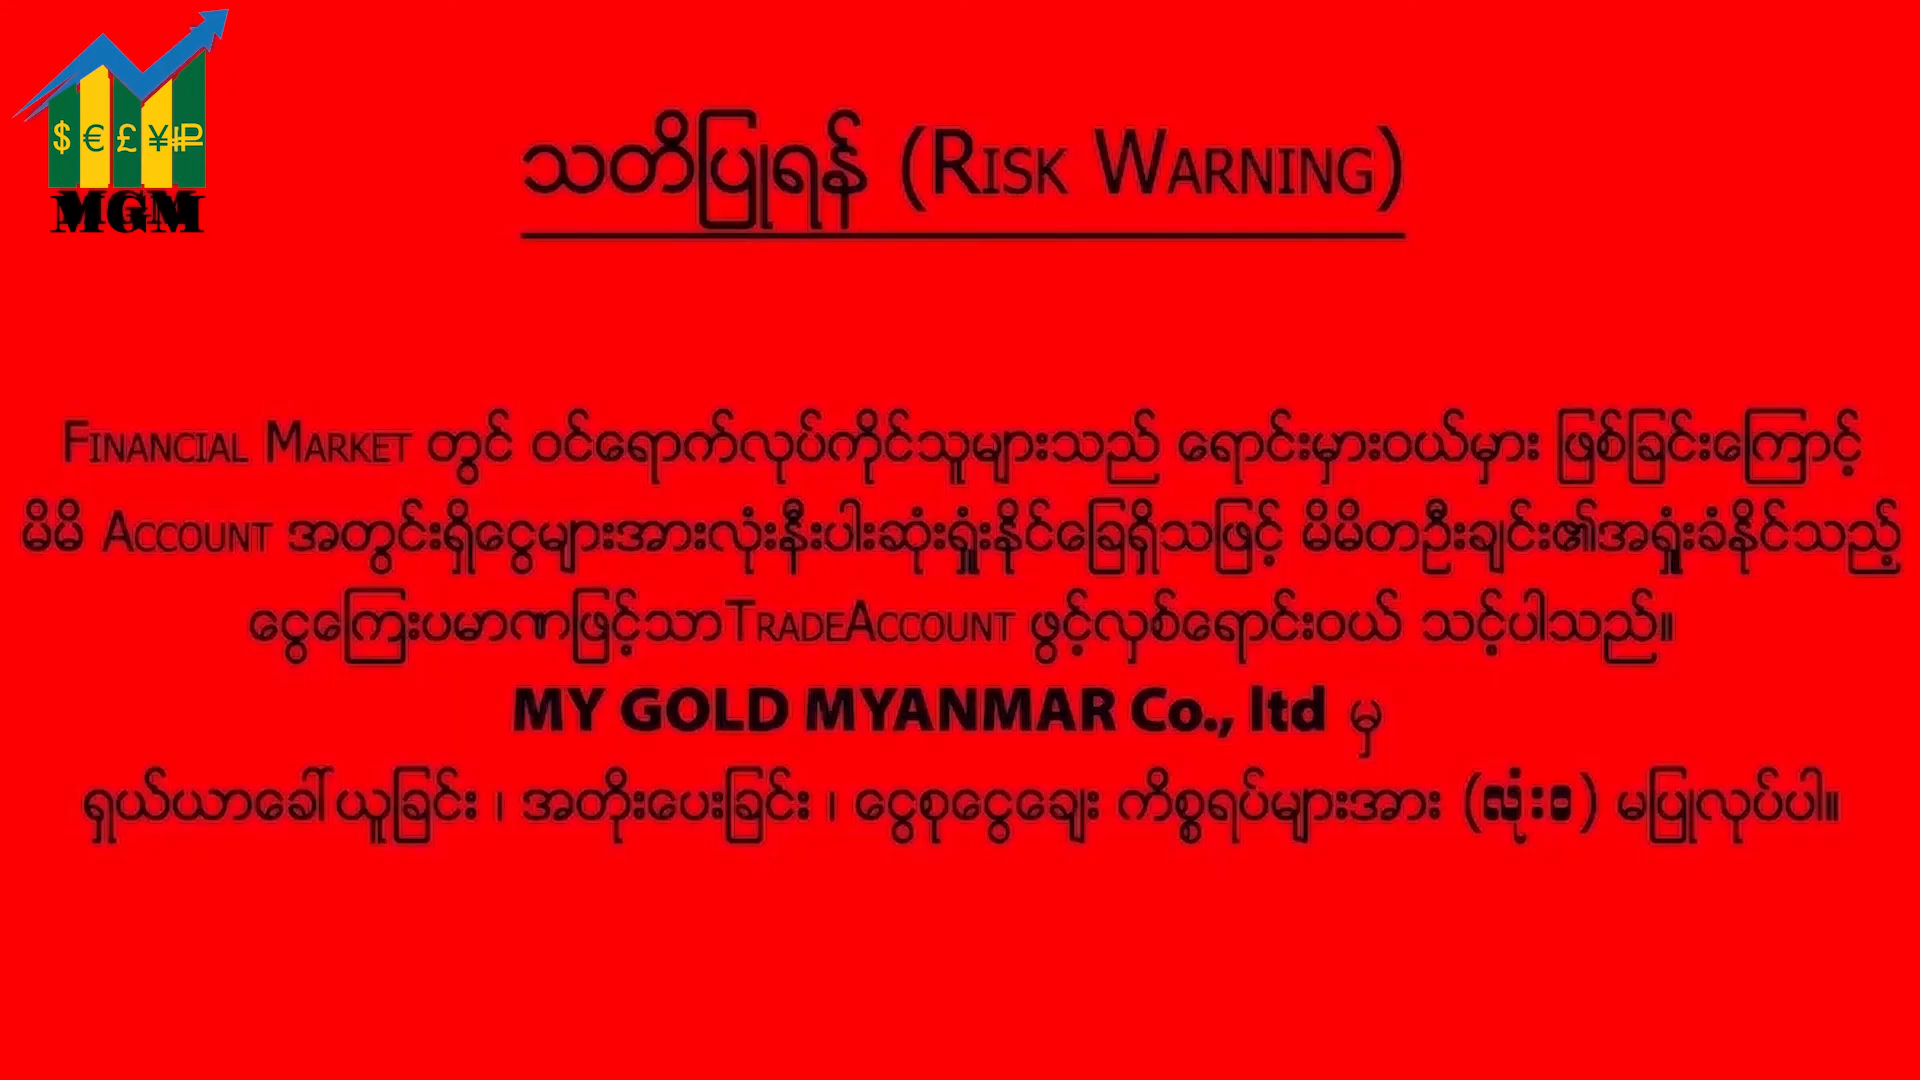 $ € £ ¥ ₽
MGM
သတိပြုရန် (Risk Warning)
Financial Market တွင် ဝင်ရောက်လုပ်ကိုင်သူများသည် ရောင်းမှားဝယ်မှား ဖြစ်ခြင်းကြောင့်
မိမိ Account အတွင်းရှိငွေများအားလုံးနီးပါးဆုံးရှုံးနိုင်ခြေရှိသဖြင့် မိမိတဦးချင်း၏အရှုံးခံနိုင်သည့်
ငွေကြေးပမာဏဖြင့်သာTradeAccount ဖွင့်လှစ်ရောင်းဝယ် သင့်ပါသည်။
MY GOLD MYANMAR Co., ltd မှ
ရှယ်ယာခေါ်ယူခြင်း ၊ အတိုးပေးခြင်း ၊ ငွေစုငွေချေး ကိစ္စရပ်များအား (လုံးဝ) မပြုလုပ်ပါ။